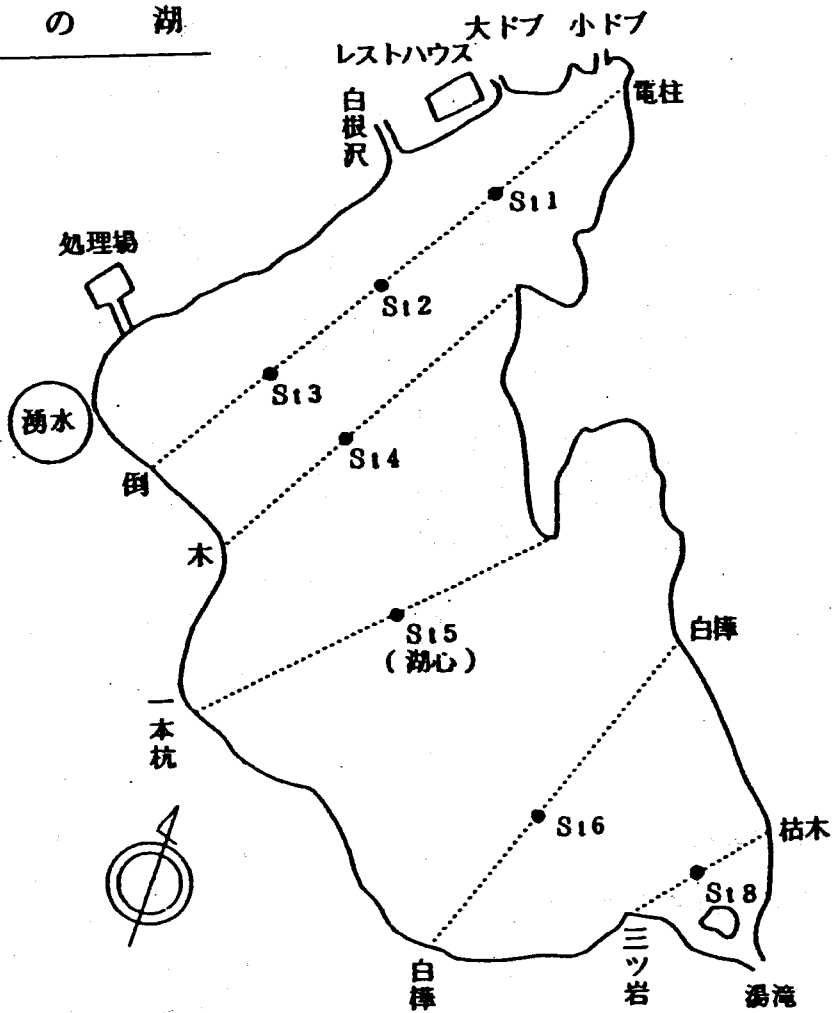 の 湖
大ドブ 小ドブ
レストハウス
電柱
白根沢
St1
処理場
St2
St3
湧水
St4
倒
木
St5
(湖心)
白樺
一本杭
St6
枯木
St8
白樺
三ツ岩
湯滝